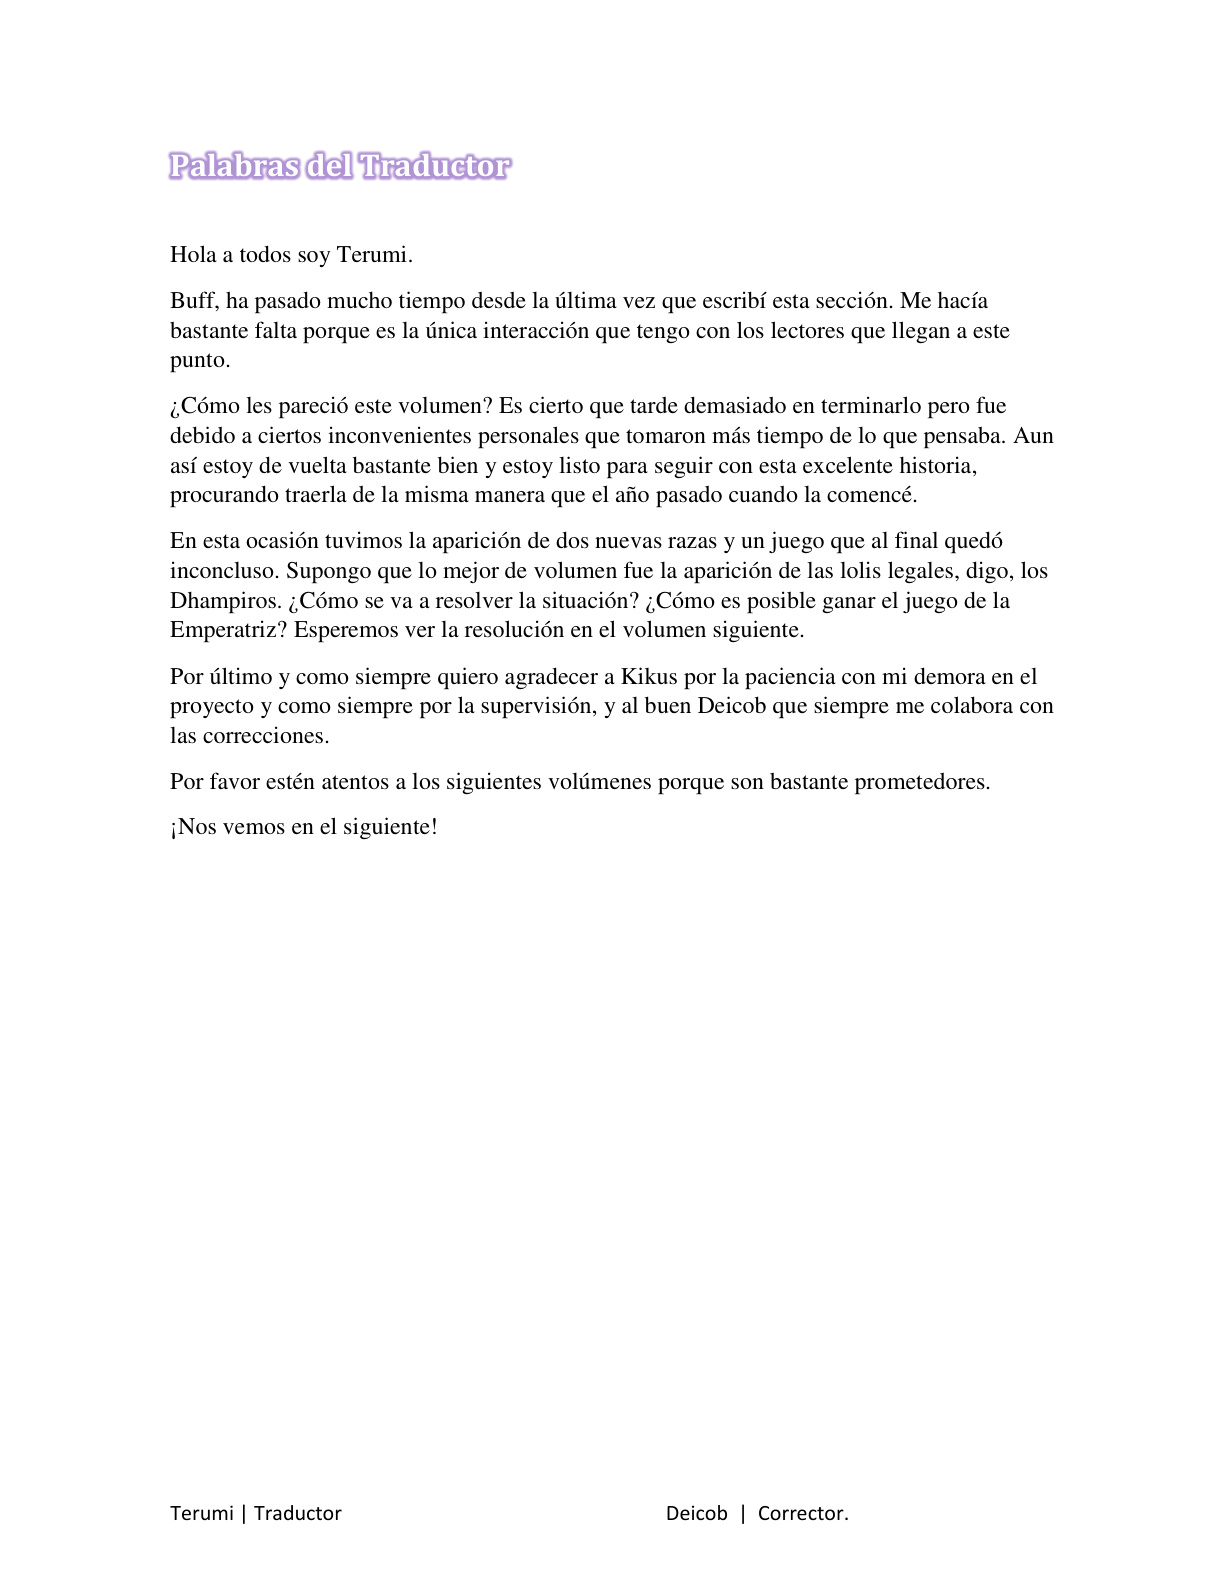 Palabras del Traductor
Hola a todos soy Terumi.
Buff, ha pasado mucho tiempo desde la última vez que escribí esta sección. Me hacía
bastante falta porque es la única interacción que tengo con los lectores que llegan a este
punto.
¿Cómo les pareció este volumen? Es cierto que tarde demasiado en terminarlo pero fue
debido a ciertos inconvenientes personales que tomaron más tiempo de lo que pensaba. Aun
así estoy de vuelta bastante bien y estoy listo para seguir con esta excelente historia,
procurando traerla de la misma manera que el año pasado cuando la comencé.
En esta ocasión tuvimos la aparición de dos nuevas razas y un juego que al final quedó
inconcluso. Supongo que lo mejor de volumen fue la aparición de las lolis legales, digo, los
Dhampiros. ¿Cómo se va a resolver la situación? ¿Cómo es posible ganar el juego de la
Emperatriz? Esperemos ver la resolución en el volumen siguiente.
Por último y como siempre quiero agradecer a Kikus por la paciencia con mi demora en el
proyecto y como siempre por la supervisión, y al buen Deicob que siempre me colabora con
las correcciones.
Por favor estén atentos a los siguientes volúmenes porque son bastante prometedores.
¡Nos vemos en el siguiente!
Terumi | Traductor Deicob | Corrector.